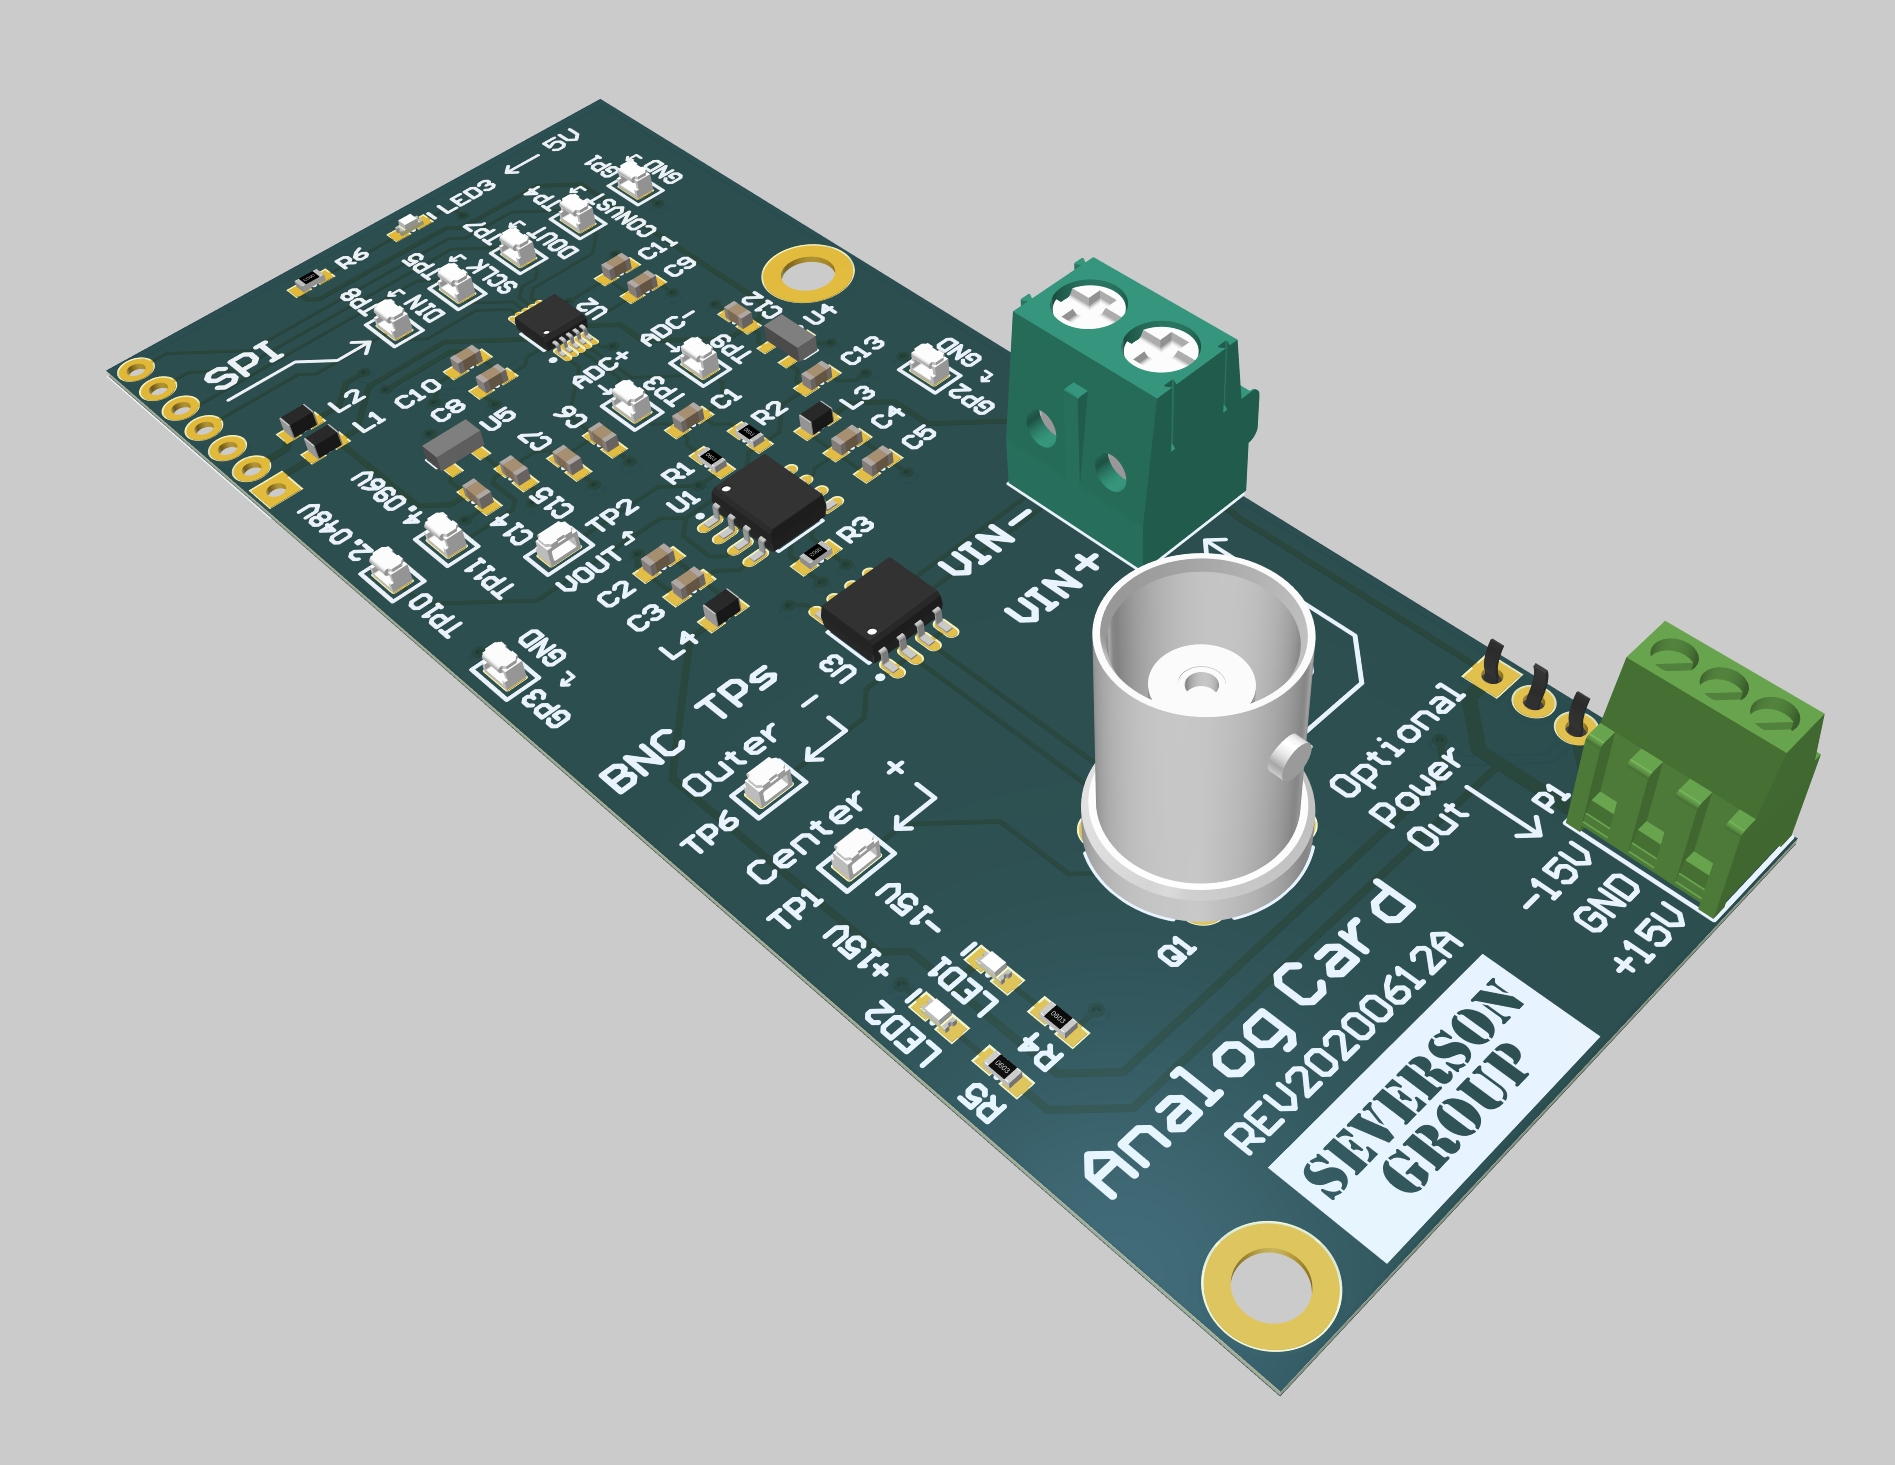 5V
GND
GP1
LED3
TP4
CONVST
TP7
DOUT
R6
TP5
SCLK
TP8
DIN
C11
C9
U2
C12
U4
ADC-
TP9
ADC+
TP3
SPI
C13
GND
GP2
L2
L1
C10
C8
U5
C7
C6
C1
R2
L3
C4
C5
R1
U1
4.096V
TP11
2.048V
TP10
C14
C15
TP2
VOUT
R3
C2
C3
L4
U3
VIN-
VIN+
GND
GP3
BNC TPs
Outer
-
TP6
Center
+
TP1
-15V
+15V
LED1
LED2
R4
R5
Q1
Optional
Power
Out
P1
-15V
GND
+15V
Analog Card
REV20200612A
SEVERSON
GROUP
0603
0603